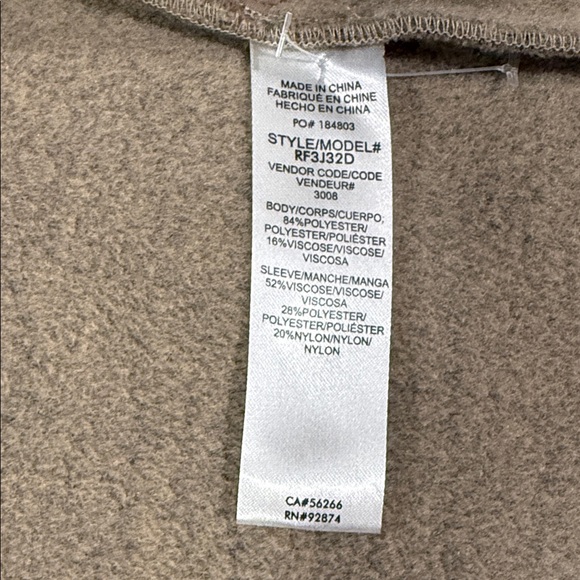 MADE IN CHINA
FABRIQUÉ EN CHINE
HECHO EN CHINA
PO# 184803
STYLE/MODEL#
RF3J32D
VENDOR CODE/CODE
VENDEUR#
3008
BODY/CORPS/CUERPO;
84%POLYESTER/
POLYESTER/POLIÉSTER
16%VISCOSE/VISCOSE/
VISCOSA
SLEEVE/MANCHE/MANGA
52%VISCOSE/VISCOSE/
VISCOSA
28%POLYESTER/
POLYESTER/POLIÉSTER
20%NYLON/NYLON/
NYLON
CA#56266
RN#92874